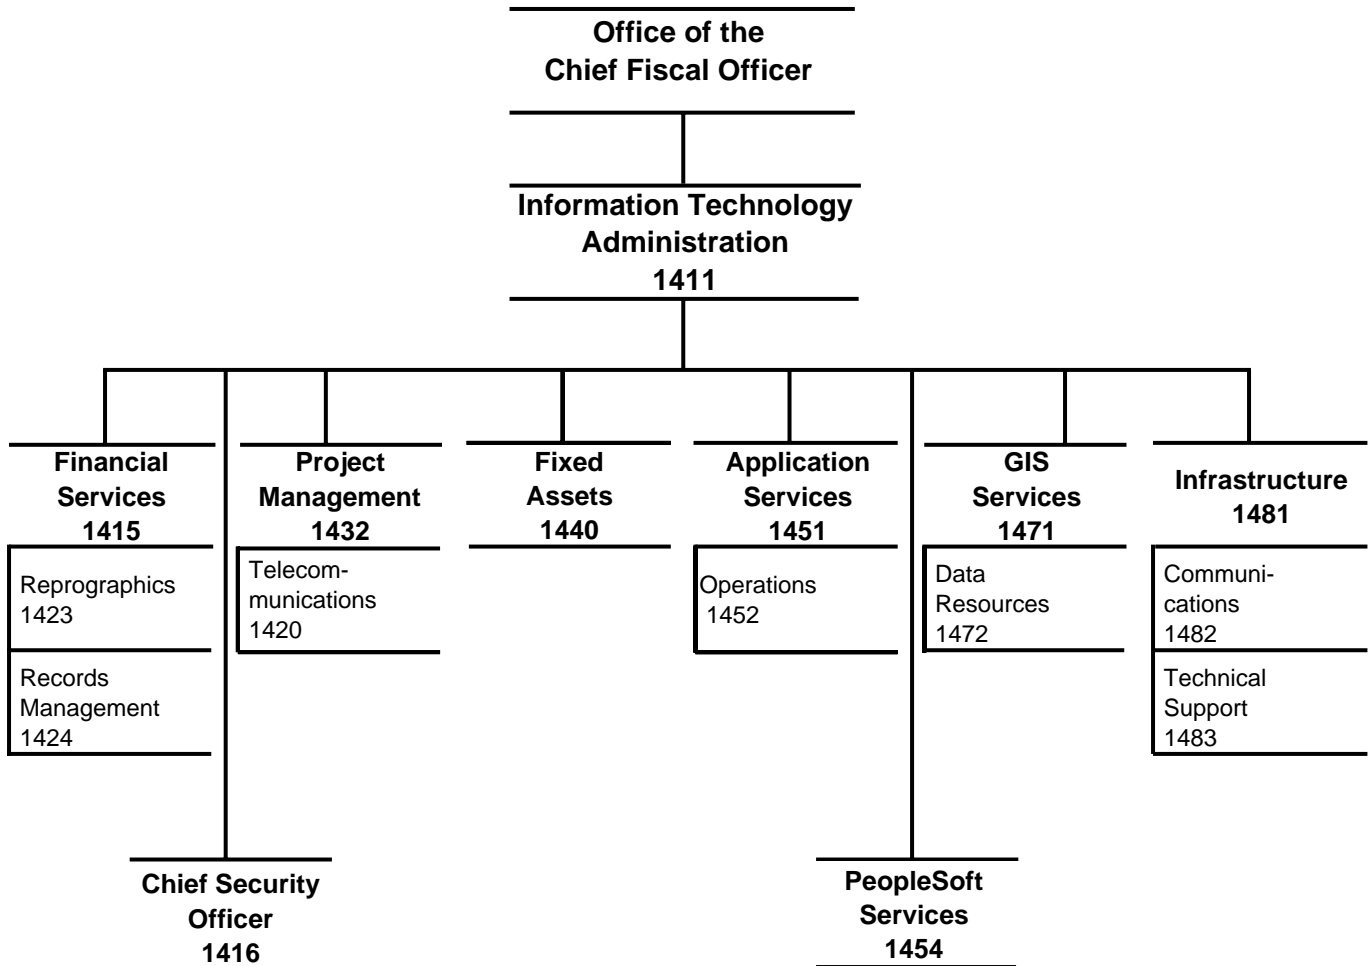 Office of the
Chief Fiscal Officer
Information Technology
Administration
1411
Financial
Services
1415
Reprographics
1423
Records
Management
1424
Project
Management
1432
Telecom-
munications
1420
Fixed
Assets
1440
Application
Services
1451
Operations
1452
GIS
Services
1471
Data
Resources
1472
Infrastructure
1481
Communi-
cations
1482
Technical
Support
1483
Chief Security
Officer
1416
PeopleSoft
Services
1454